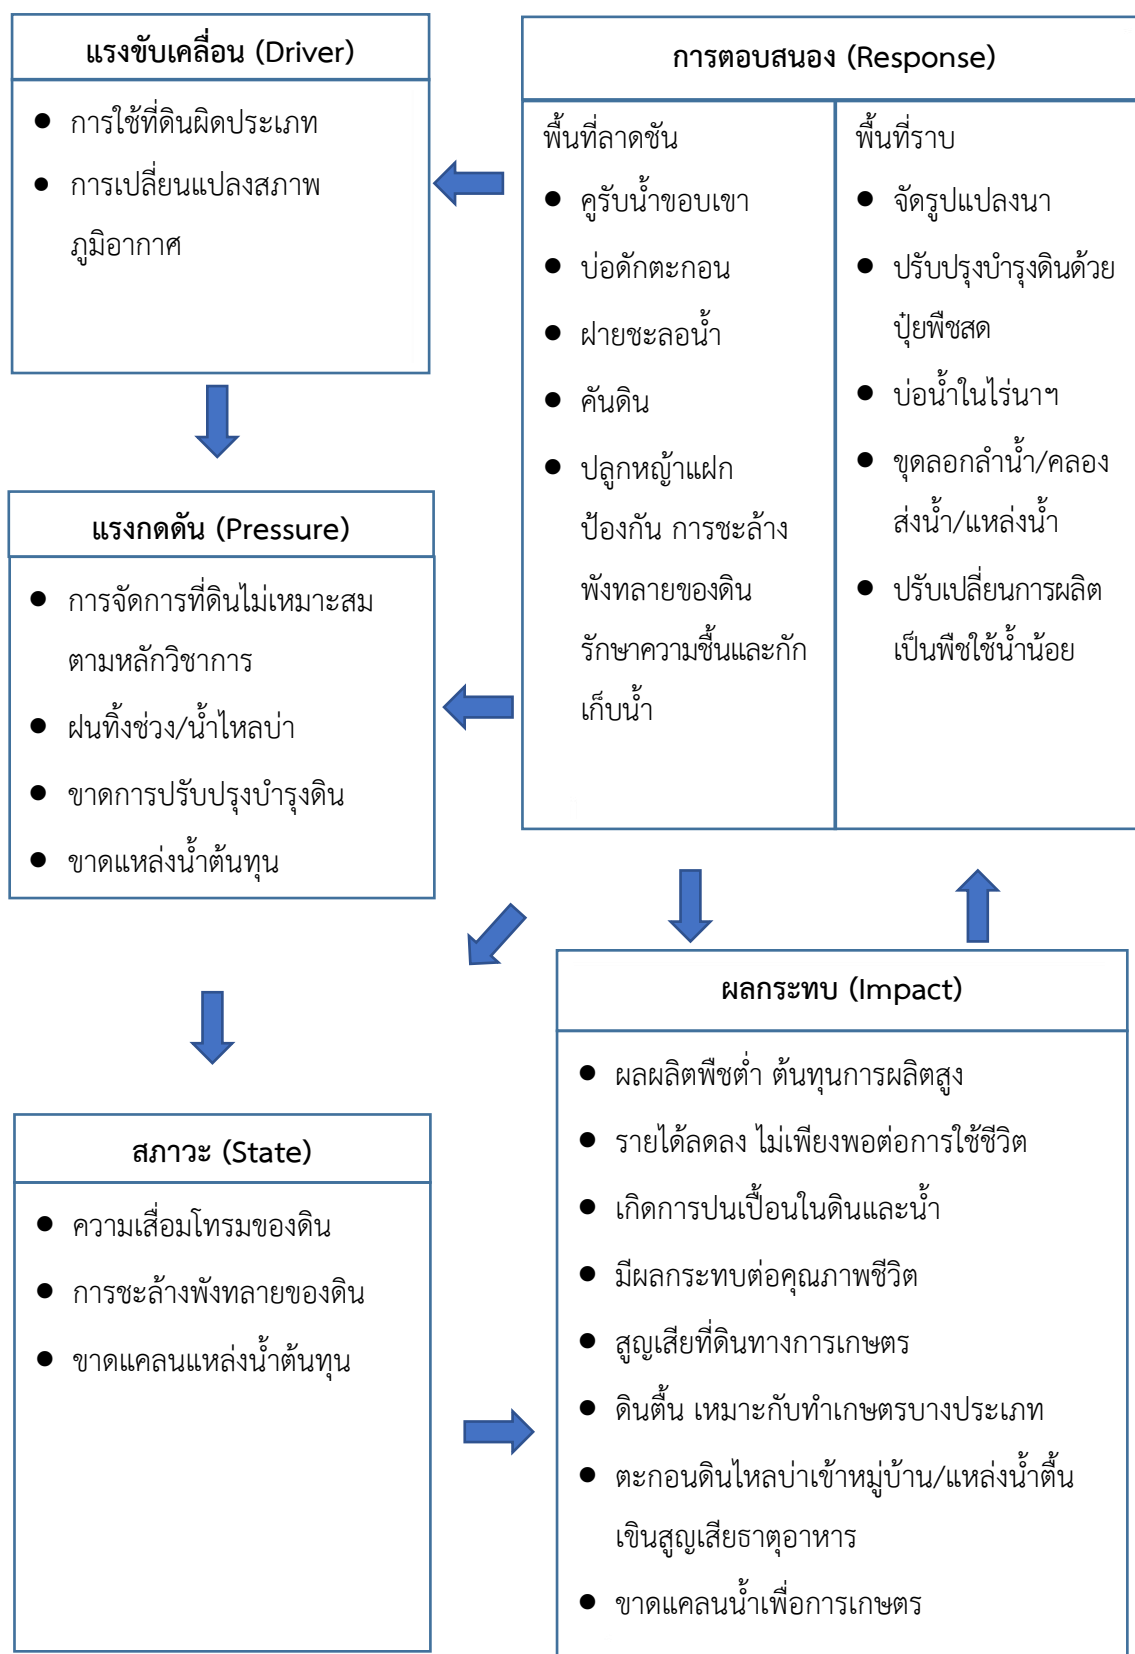 แรงขับเคลื่อน (Driver)
● การใช้ที่ดินผิดประเภท
● การเปลี่ยนแปลงสภาพ
ภูมิอากาศ
การตอบสนอง (Response)
พื้นที่ลาดชัน
● คูรับน้ำขอบเขา
● บ่อดักตะกอน
● ฝายชะลอน้ำ
● คันดิน
● ปลูกหญ้าแฝก
ป้องกัน การชะล้าง
พังทลายของดิน
รักษาความชื้นและกัก
เก็บน้ำ
พื้นที่ราบ
● จัดรูปแปลงนา
● ปรับปรุงบำรุงดินด้วย
ปุ๋ยพืชสด
● บ่อน้ำในไร่นาฯ
● ขุดลอกลำน้ำ/คลอง
ส่งน้ำ/แหล่งน้ำ
● ปรับเปลี่ยนการผลิต
เป็นพืชใช้น้ำน้อย
แรงกดดัน (Pressure)
● การจัดการที่ดินไม่เหมาะสม
ตามหลักวิชาการ
● ฝนทิ้งช่วง/น้ำไหลบ่า
● ขาดการปรับปรุงบำรุงดิน
● ขาดแหล่งน้ำต้นทุน
สภาวะ (State)
● ความเสื่อมโทรมของดิน
● การชะล้างพังทลายของดิน
● ขาดแคลนแหล่งน้ำต้นทุน
ผลกระทบ (Impact)
● ผลผลิตพืชต่ำ ต้นทุนการผลิตสูง
● รายได้ลดลง ไม่เพียงพอต่อการใช้ชีวิต
● เกิดการปนเปื้อนในดินและน้ำ
● มีผลกระทบต่อคุณภาพชีวิต
● สูญเสียที่ดินทางการเกษตร
● ดินตื้น เหมาะกับทำเกษตรบางประเภท
● ตะกอนดินไหลบ่าเข้าหมู่บ้าน/แหล่งน้ำตื้น
เขินสูญเสียธาตุอาหาร
● ขาดแคลนน้ำเพื่อการเกษตร